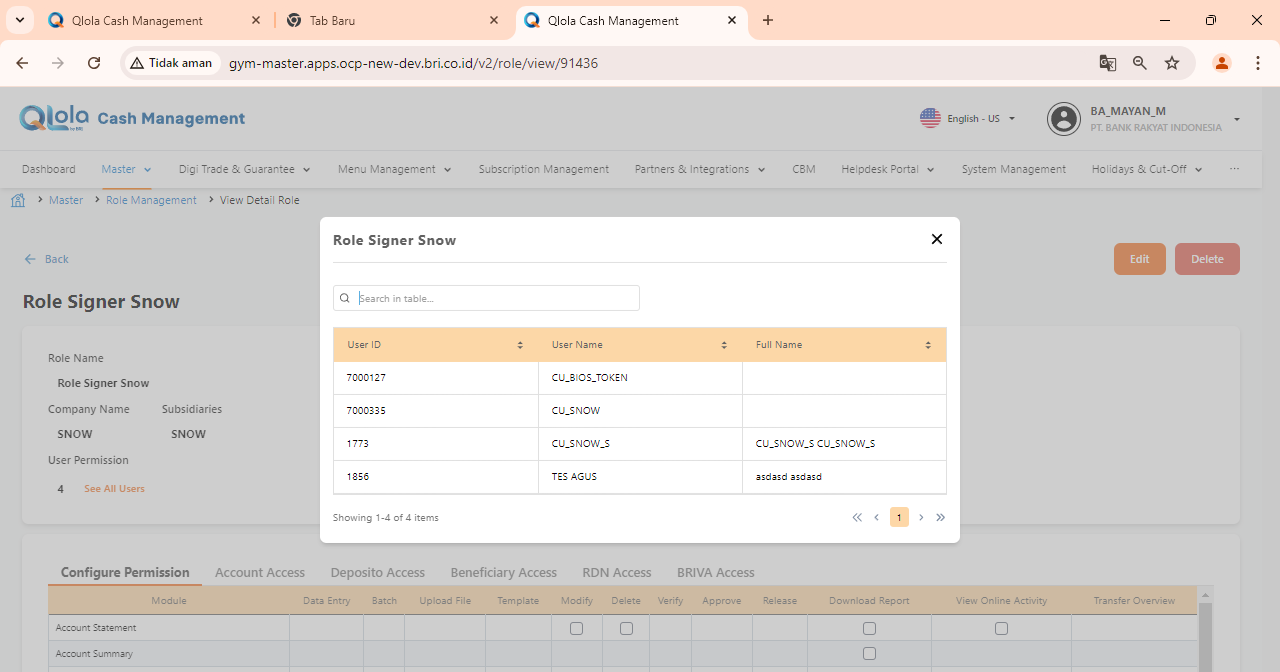 Qlola Cash Management
Tab Baru
Qlola Cash Management
Tidak aman
gym-master.apps.ocp-new-dev.bri.co.id/v2/role/view/91436
Qlola Cash Management
English - US
BA_MAYAN_M
PT. BANK RAKYAT INDONESIA
Dashboard Master Digi Trade & Guarantee Menu Management Subscription Management Partners & Integrations CBM Helpdesk Portal System Management Holidays & Cut-Off ...
Master > Role Management > View Detail Role
Back
Edit Delete
Role Signer Snow
Role Name
Role Signer Snow
Company Name Subsidiaries
SNOW SNOW
User Permission
4 See All Users
Role Signer Snow
Search in table...
User ID User Name Full Name
7000127 CU_BIOS_TOKEN
7000335 CU_SNOW
1773 CU_SNOW_S CU_SNOW_S CU_SNOW_S
1856 TES AGUS asdasd asdasd
Showing 1-4 of 4 items
1
Configure Permission Account Access Deposito Access Beneficiary Access RDN Access BRIVA Access
Module Data Entry Batch Upload File Template Modify Delete Verify Approve Release Download Report View Online Activity Transfer Overview
Account Statement
Account Summary